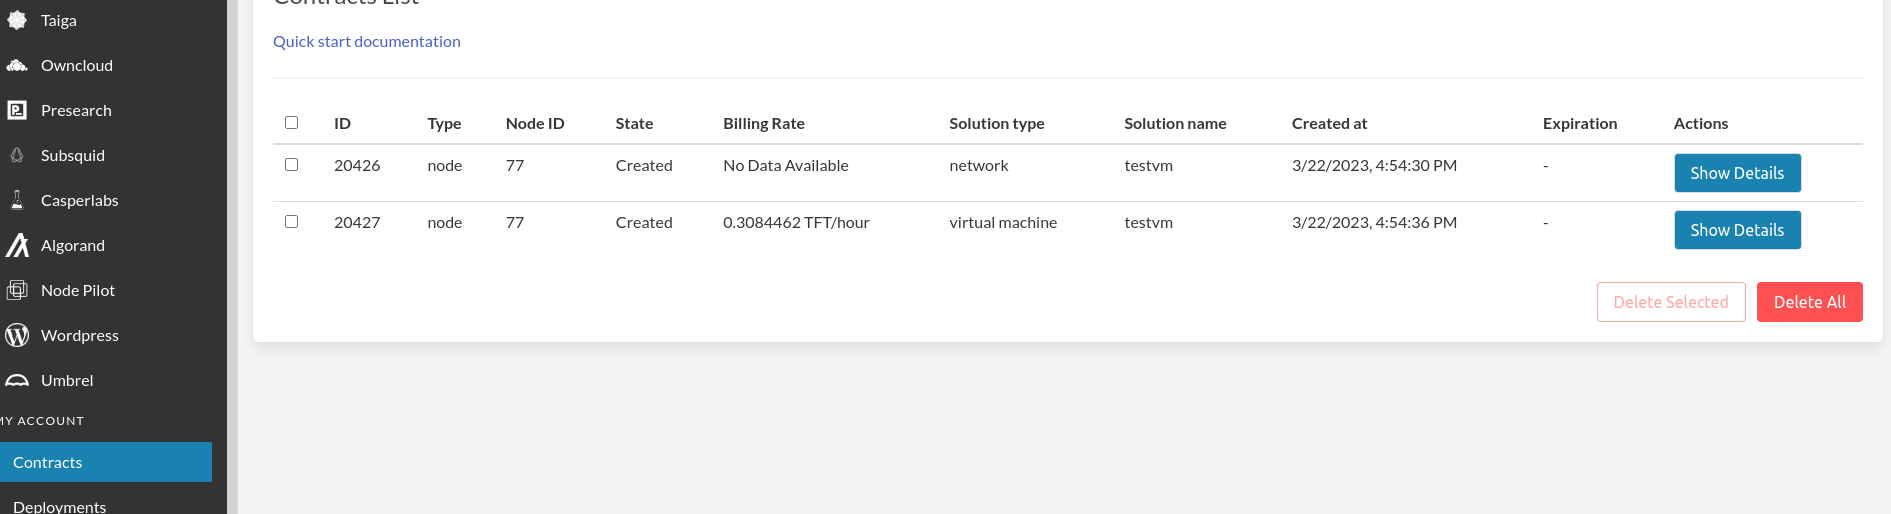 Taiga
Owncloud
Presearch
Subsquid
Casperlabs
Algorand
Node Pilot
Wordpress
Umbrel
MY ACCOUNT
Contracts
Deployments
Contracts List
Quick start documentation
ID Type Node ID State Billing Rate Solution type Solution name Created at Expiration Actions
20426 node 77 Created No Data Available network testvm 3/22/2023, 4:54:30 PM - Show Details
20427 node 77 Created 0.3084462 TFT/hour virtual machine testvm 3/22/2023, 4:54:36 PM - Show Details
Delete Selected Delete All